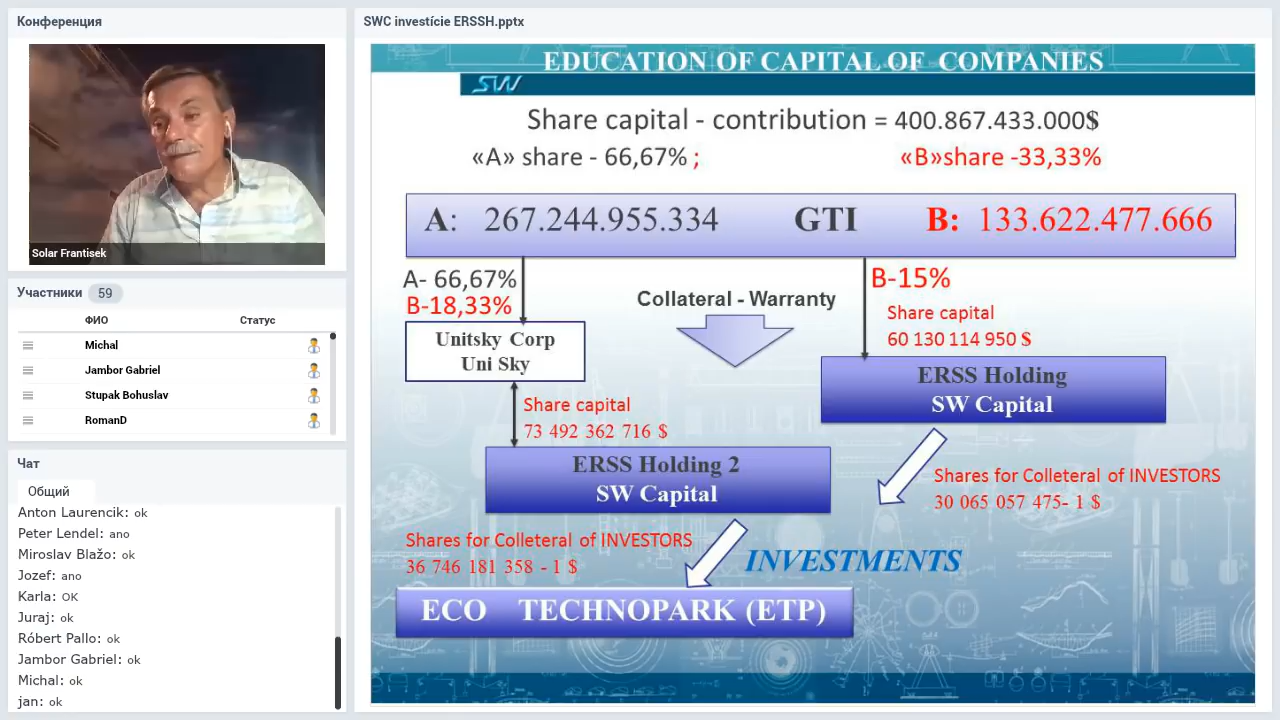 Конференция
Solar Frantisek
Участники 59
ФИО Статус
Michal
Jambor Gabriel
Stupak Bohuslav
RomanD
Чат
Общий
Anton Laurencik: ok
Peter Lendel: ano
Miroslav Blažo: ok
Jozef: ano
Karla: OK
Juraj: ok
Róbert Pallo: ok
Jambor Gabriel: ok
Michal: ok
jan: ok
SWC investície ERSSH.pptx
EDUCATION OF CAPITAL OF COMPANIES
SW
Share capital - contribution = 400.867.433.000$
«A» share - 66,67% ; «B»share -33,33%
A: 267.244.955.334 GTI B: 133.622.477.666
A- 66,67%
B-18,33%
Collateral - Warranty
B-15%
Share capital
60 130 114 950 $
Unitsky Corp
Uni Sky
ERSS Holding
SW Capital
Share capital
73 492 362 716 $
ERSS Holding 2
SW Capital
Shares for Colleteral of INVESTORS
30 065 057 475- 1 $
Shares for Colleteral of INVESTORS
36 746 181 358 - 1 $
INVESTMENTS
ECO TECHNOPARK (ETP)